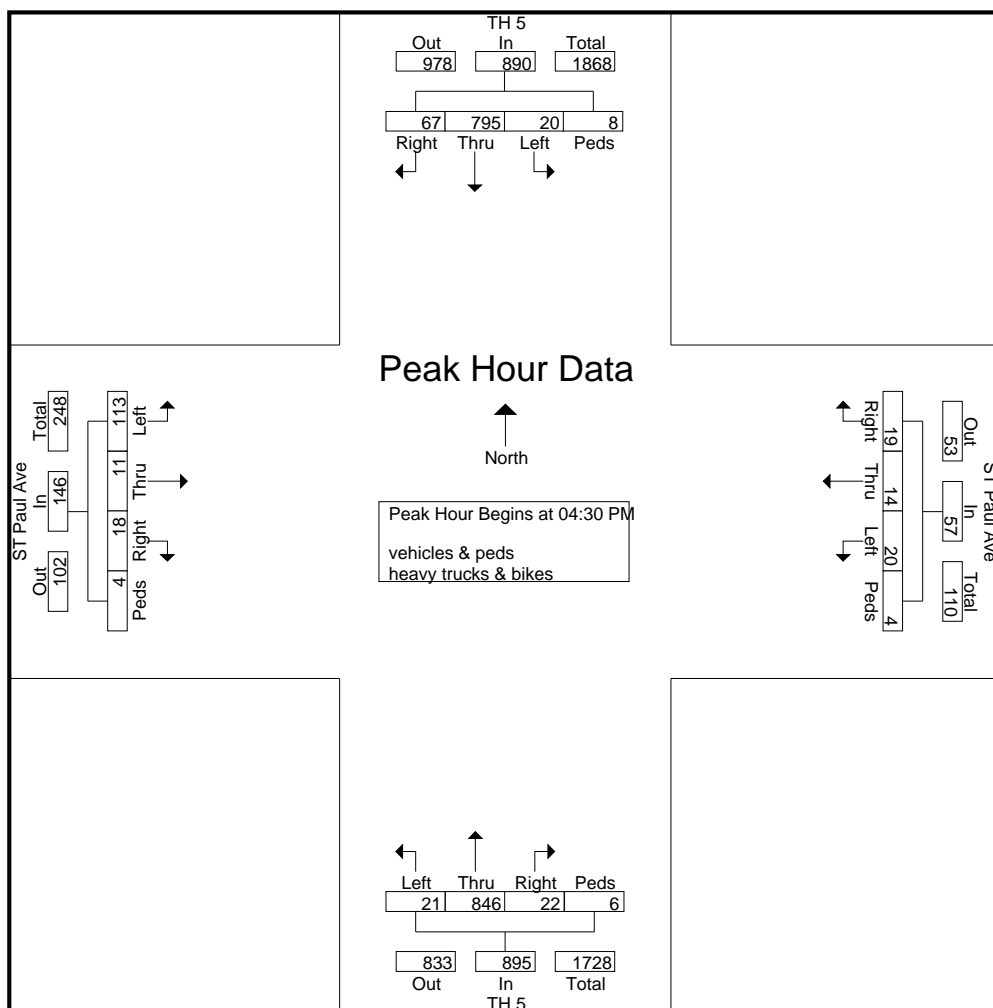 TH 5
Out In Total
978 890 1868
67 795 20 8
Right Thru Left Peds
Peak Hour Data
North
Peak Hour Begins at 04:30 PM
vehicles & peds
heavy trucks & bikes
ST Paul Ave
Total In Out
248 146 102
113 11 18 4
Left Thru Right Peds
ST Paul Ave
Out In Total
53 57 110
19 14 20 4
Right Thru Left Peds
Left Thru Right Peds
21 846 22 6
833 895 1728
Out In Total
TH 5